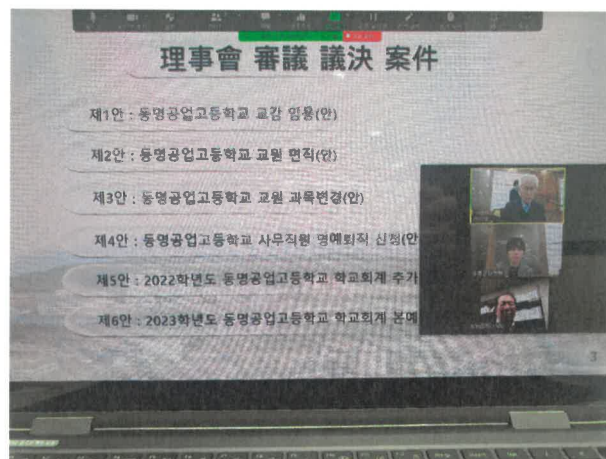 理事會 審議 議決 案件
제1안 : 동명공업고등학교 교감 임용(안)
제2안 : 동명공업고등학교 교원 면직(안)
제3안 : 동명공업고등학교 교원 과목변경(안)
제4안 : 동명공업고등학교 사무직원 명예퇴직 신청(안
제5안 : 2022학년도 동명공업고등학교 학교회계 추가
제6안 : 2023학년도 동명공업고등학교 학교회계 본예
3